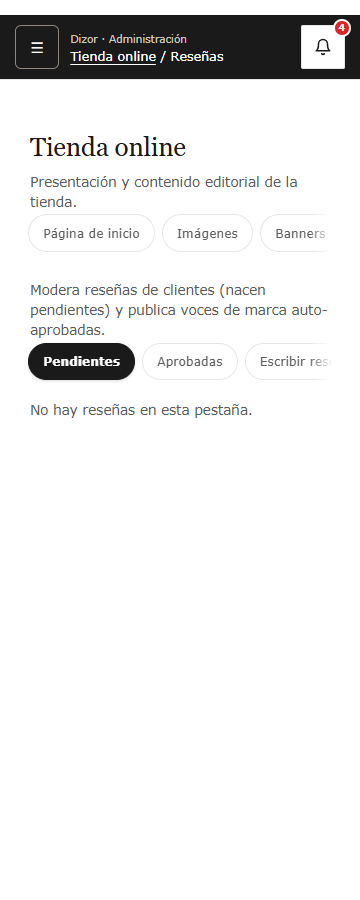 Dizor · Administración
Tienda online / Reseñas
4
Tienda online
Presentación y contenido editorial de la
tienda.
Página de inicio
Imágenes
Banners
Modera reseñas de clientes (nacen
pendientes) y publica voces de marca auto-
aprobadas.
Pendientes
Aprobadas
Escribir
No hay reseñas en esta pestaña.